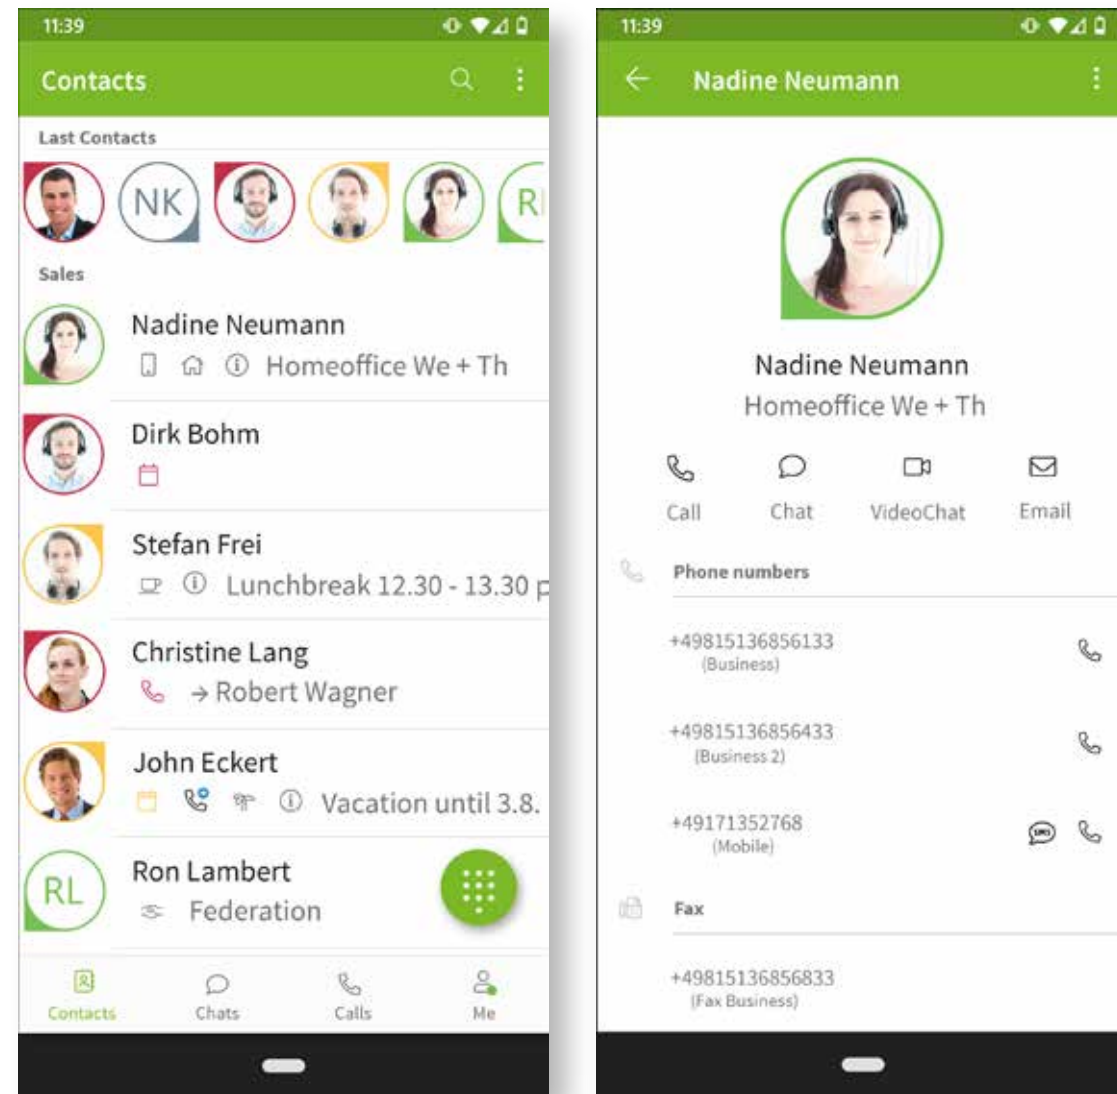 11:39
Contacts
Last Contacts
NK
Sales
Nadine Neumann
Homeoffice We + Th
Dirk Bohm
Stefan Frei
Lunchbreak 12.30 - 13.30
Christine Lang
→ Robert Wagner
John Eckert
Vacation until 3.8.
RL
Ron Lambert
Federation
Contacts
Chats
Calls
Me
11:39
Nadine Neumann
Nadine Neumann
Homeoffice We + Th
Call
Chat
VideoChat
Email
Phone numbers
+49815136856133
(Business)
+49815136856433
(Business 2)
+49171352768
(Mobile)
SMS
Fax
+49815136856833
(Fax Business)